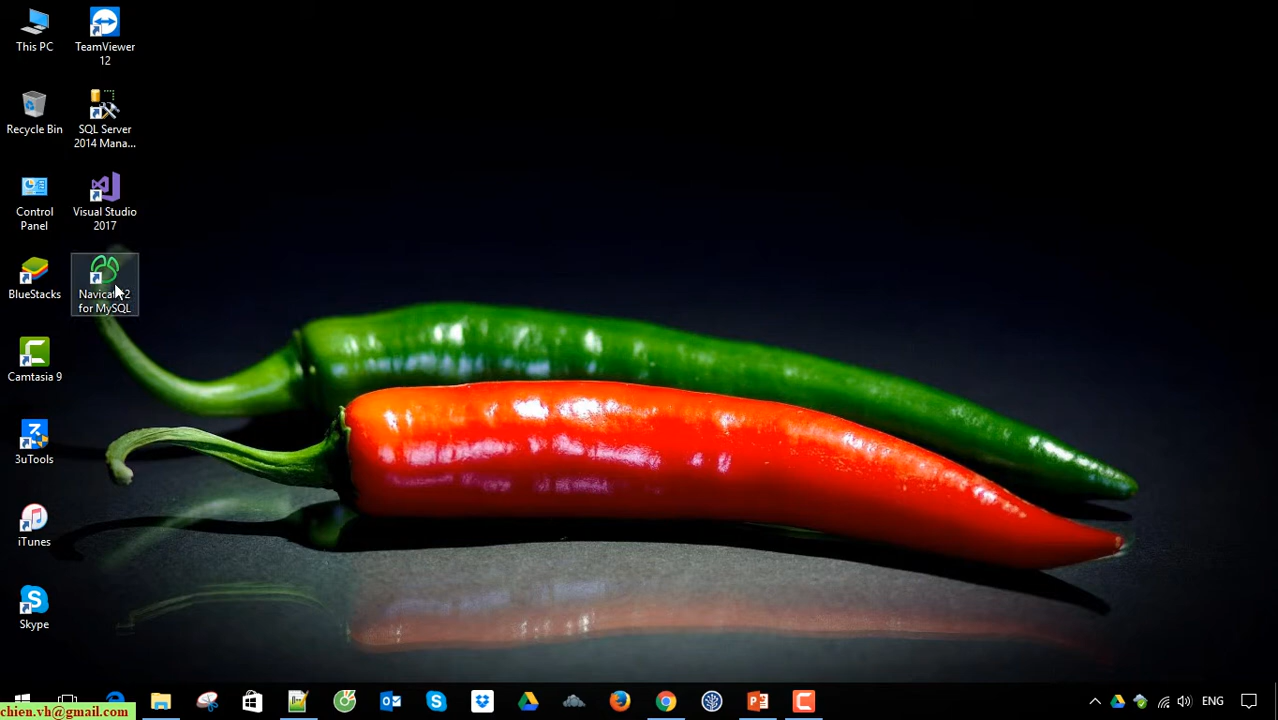 This PC
TeamViewer
12
Recycle Bin
SQL Server
2014 Mana...
Control
Panel
Visual Studio
2017
BlueStacks
for MySQL
Camtasia 9
3uTools
iTunes
Skype
ENG
chien.vh@gmail.com